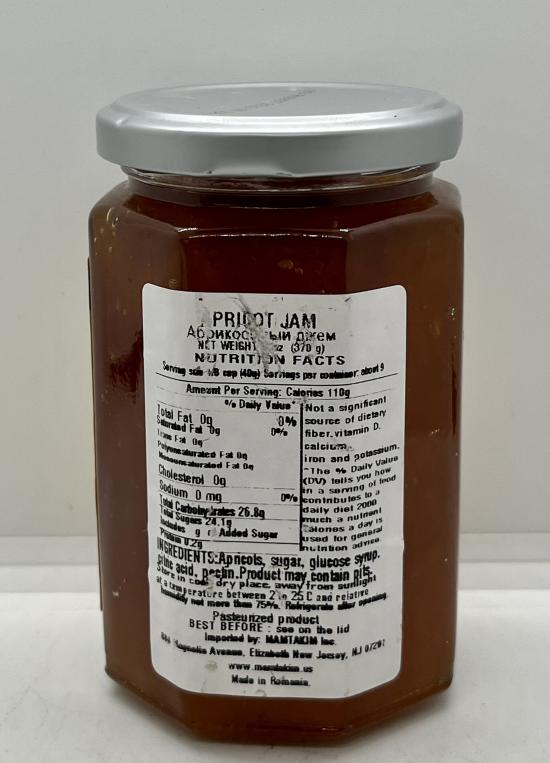 PRICOT JAM
джем
NET WEIGHT oz (370 g)
NUTRITION FACTS
Serving size 1/8 cup (40g) Servings per container: about 9
Amount Per Serving: Calories 110g
% Daily Value*
Total Fat 0g 0%
Saturated Fat 0g 0%
Trans Fat 0g
Polyunsaturated Fat 0g
Monounsaturated Fat 0g
Cholesterol 0g
Sodium 0 mg 0%
Total Carbohydrates 26.8g
Total Sugars 24.1g
Includes g Added Sugar
Protein 0.2g
Not a significant
source of dietary
fiber, vitamin D,
calcium,
iron and potassium.
*The % Daily Value
(DV) tells you how
in a serving of food
contributes to a
daily diet 2000
much a nutrient
calories a day is
used for general
nutrition advice.
INGREDIENTS: Apricots, sugar, glucose syrup,
citric acid, pectin. Product may contain pits.
Store in cool dry place, away from sunlight
at a temperature between 2 to 25 C and relative
humidity not more than 75%. Refrigerate after opening.
Pasteurized product
BEST BEFORE : see on the lid
Imported by: MAMTAKIM Inc.
Magnolia Avenue, Elizabeth New Jersey, NJ
www.mamtakim.us
Made in Romania.